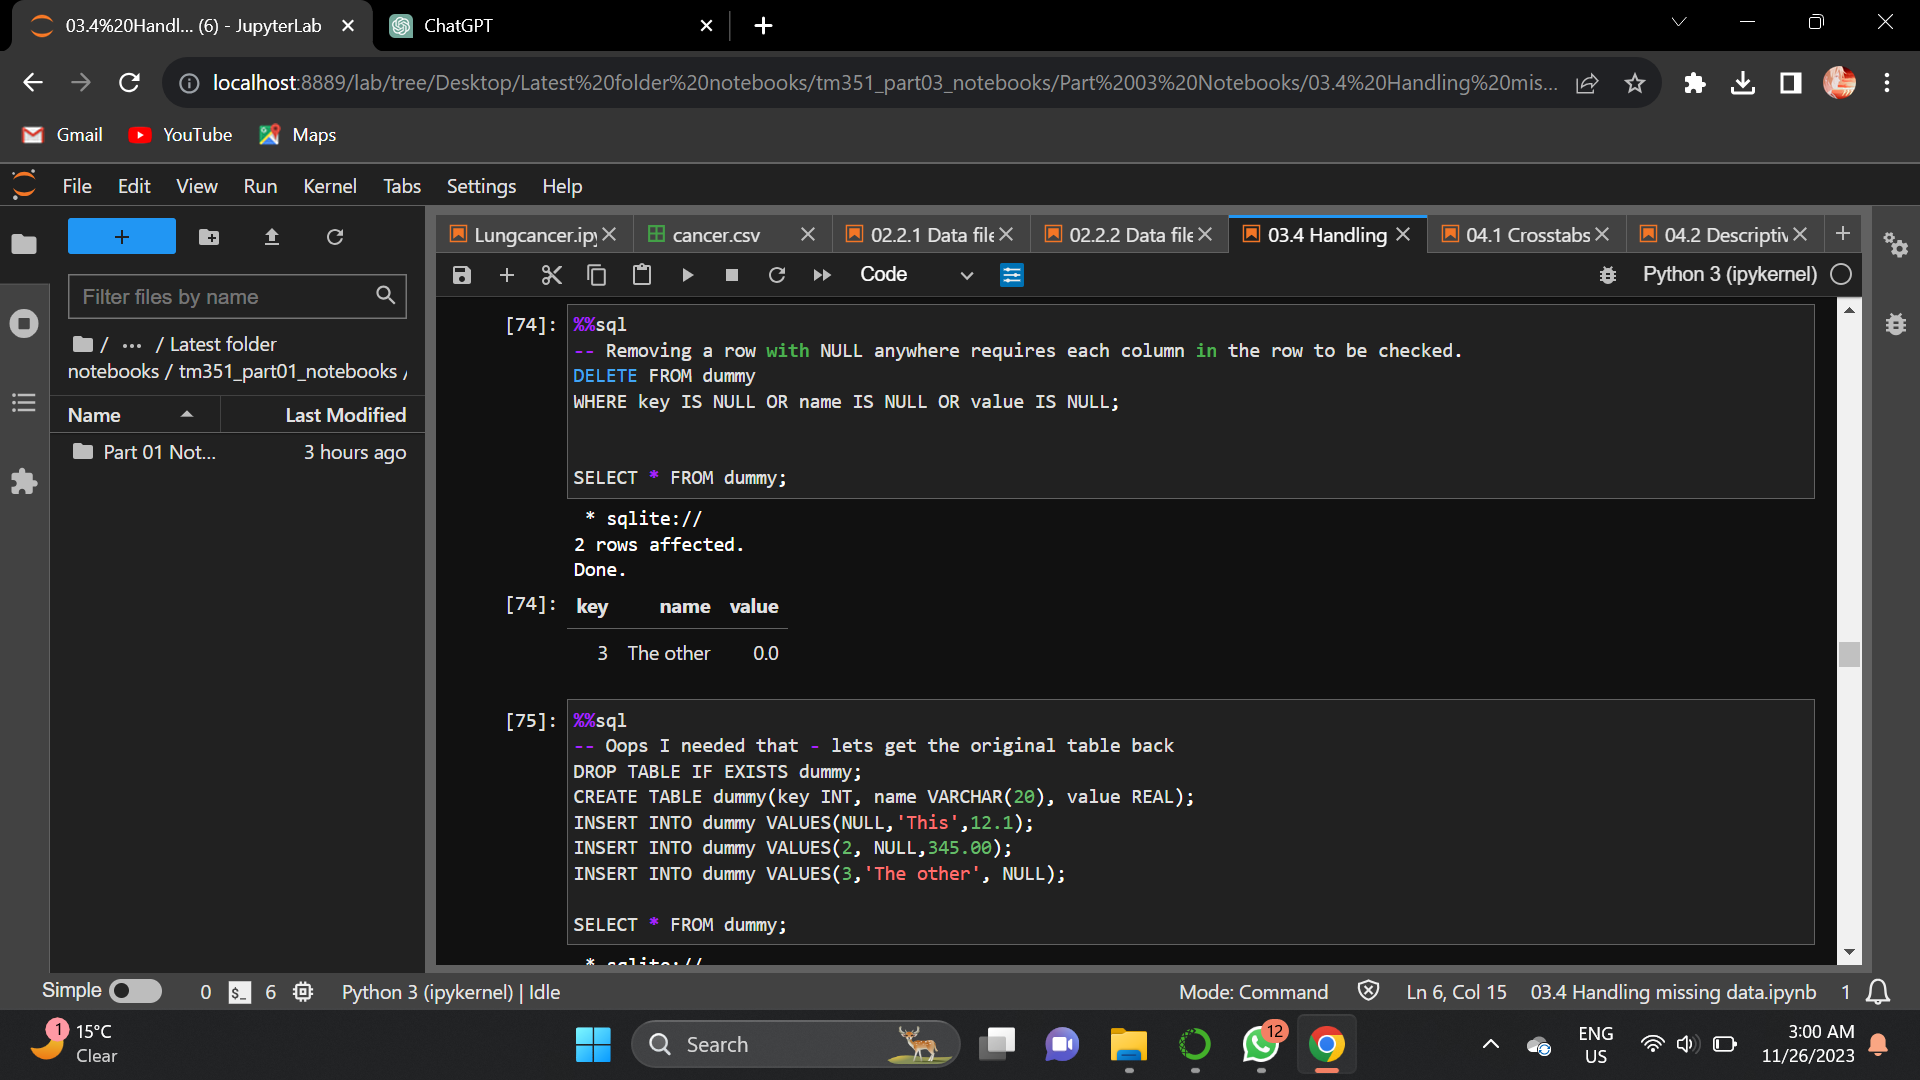 03.4%20Handl... (6) - JupyterLab
ChatGPT
localhost:8889/lab/tree/Desktop/Latest%20folder%20notebooks/tm351_part03_notebooks/Part%2003%20Notebooks/03.4%20Handling%20mis...
Gmail YouTube Maps
File Edit View Run Kernel Tabs Settings Help
Lungcancer.ipy cancer.csv 02.2.1 Data file 02.2.2 Data file 03.4 Handling 04.1 Crosstabs 04.2 Descriptiv
Code Python 3 (ipykernel)
Filter files by name
/ ... / Latest folder
notebooks / tm351_part01_notebooks /
Name Last Modified
Part 01 Not... 3 hours ago
[74]: %%sql
-- Removing a row with NULL anywhere requires each column in the row to be checked.
DELETE FROM dummy
WHERE key IS NULL OR name IS NULL OR value IS NULL;
SELECT * FROM dummy;
* sqlite://
2 rows affected.
Done.
[74]: key name value
3 The other 0.0
[75]: %%sql
-- Oops I needed that - lets get the original table back
DROP TABLE IF EXISTS dummy;
CREATE TABLE dummy(key INT, name VARCHAR(20), value REAL);
INSERT INTO dummy VALUES(NULL,'This',12.1);
INSERT INTO dummy VALUES(2, NULL,345.00);
INSERT INTO dummy VALUES(3,'The other', NULL);
SELECT * FROM dummy;
* sqlite://
Simple 0 $_ 6 Python 3 (ipykernel) | Idle Mode: Command Ln 6, Col 15 03.4 Handling missing data.ipynb 1
1 15°C
Clear
Search
12
ENG
US
3:00 AM
11/26/2023